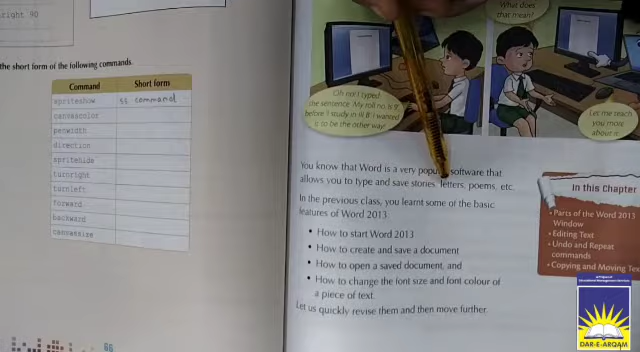 right 90
the short form of the following commands.
Command Short form
spriteshow ss command
canvascolor
penwidth
direction
spritehide
turnright
turnleft
forward
backward
canvassize
66
What does
that mean?
Oh no! I typed
the sentence 'My roll no. is 9'
before 'I study in III B'. I wanted
it to be the other way!
Let me teach
you more
about it.
You know that Word is a very popular software that
allows you to type and save stories, letters, poems, etc.
In the previous class, you learnt some of the basic
features of Word 2013.
• How to start Word 2013
• How to create and save a document
• How to open a saved document, and
• How to change the font size and font colour of
a piece of text.
Let us quickly revise them and then move further.
In this Chapter
• Parts of the Word 2013
Window
• Editing Text
• Undo and Repeat
commands
• Copying and Moving Text
DAR-E-ARQAM